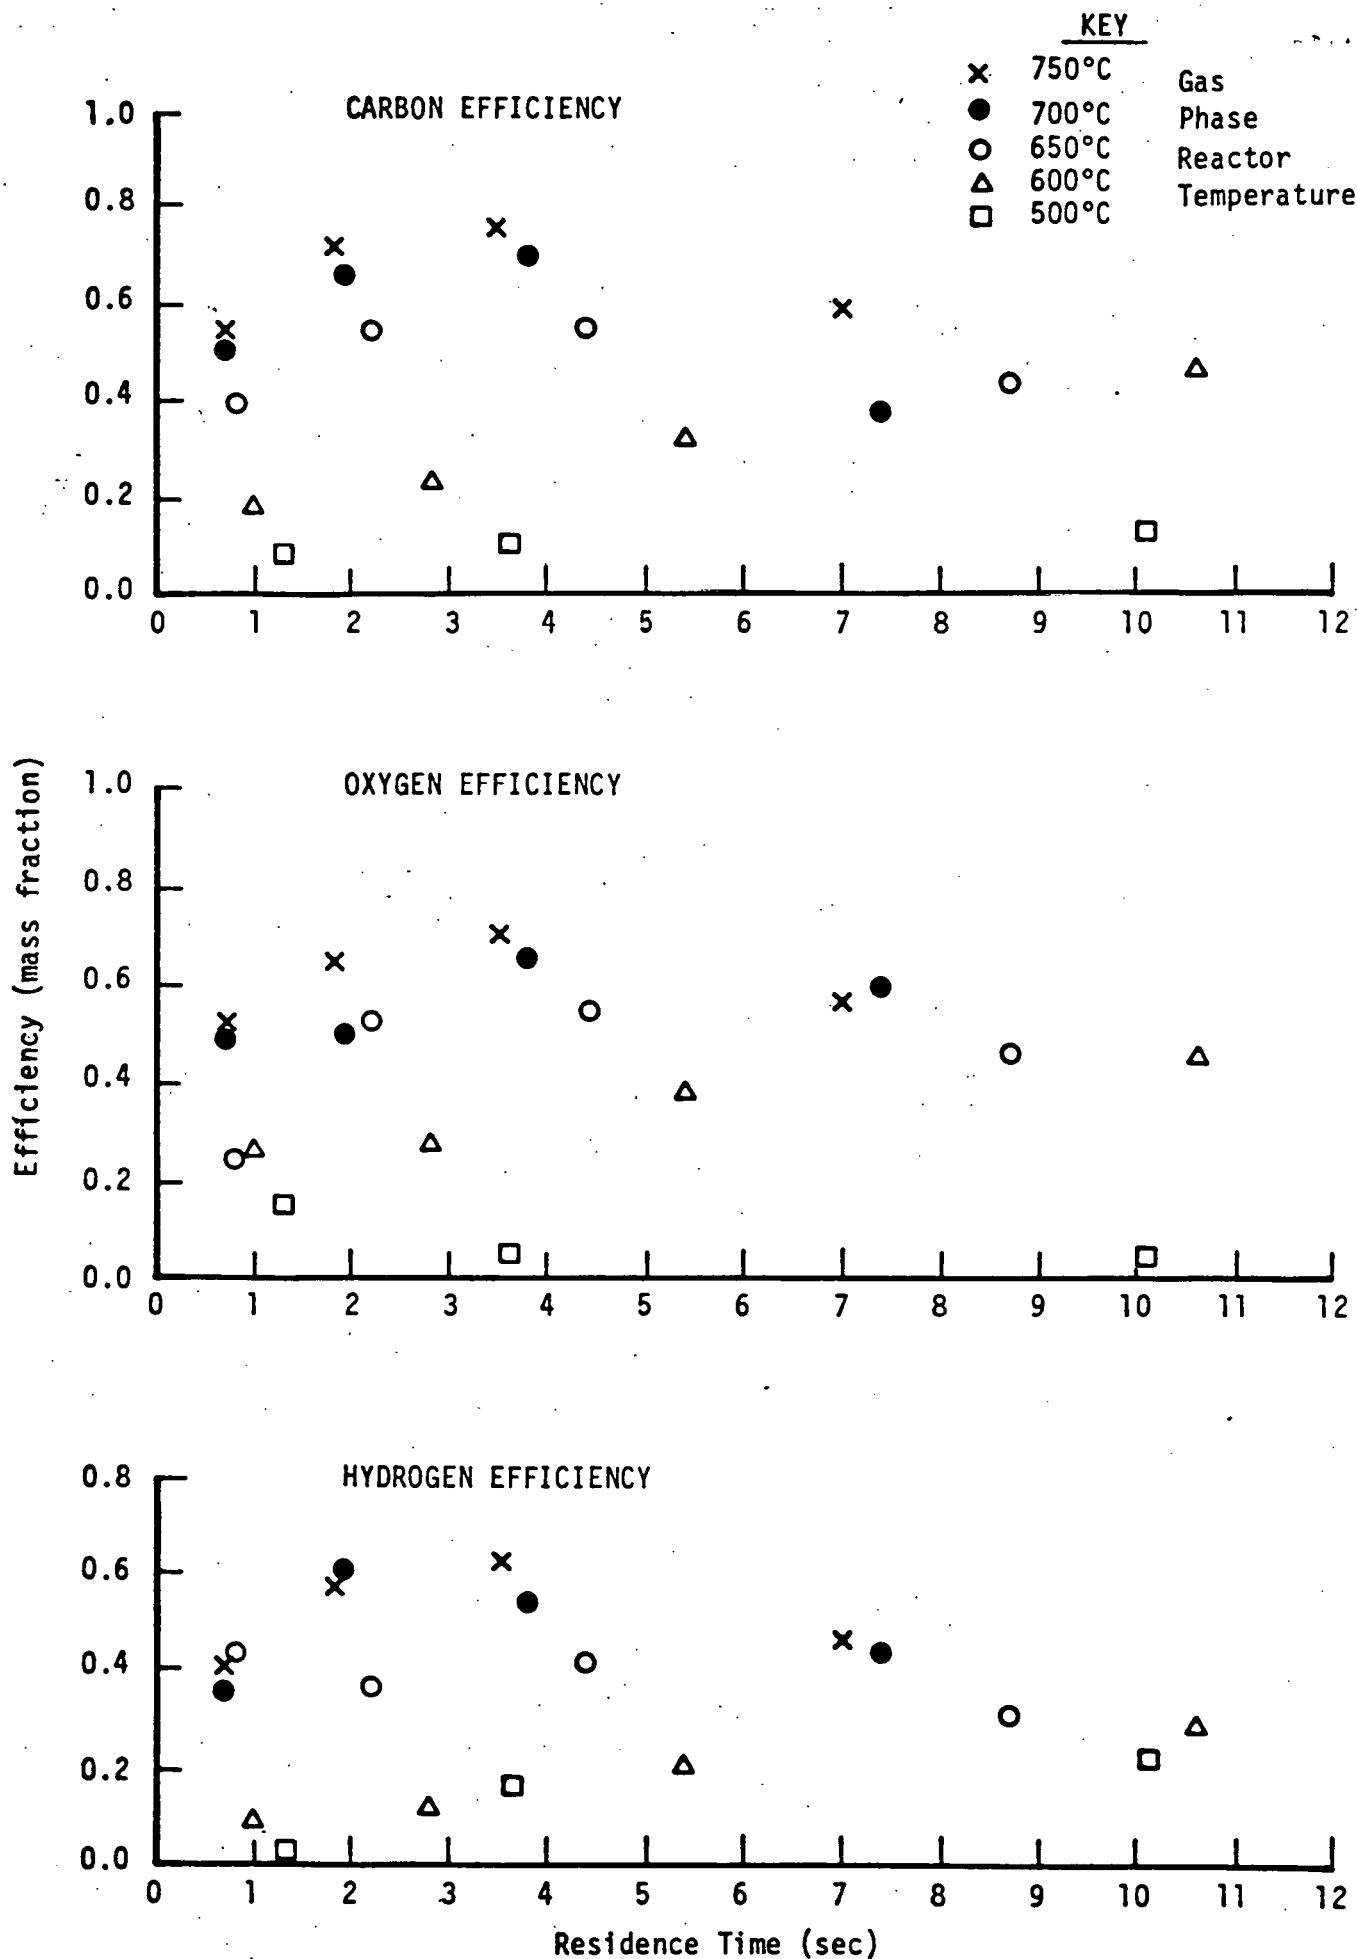 KEY
750°C
700°C
650°C
600°C
500°C
Gas
Phase
Reactor
Temperature
CARBON EFFICIENCY
1.0
0.8
0.6
0.4
0.2
0.0
0 1 2 3 4 5 6 7 8 9 10 11 12
Efficiency (mass fraction)
OXYGEN EFFICIENCY
1.0
0.8
0.6
0.4
0.2
0.0
0 1 2 3 4 5 6 7 8 9 10 11 12
HYDROGEN EFFICIENCY
0.8
0.6
0.4
0.2
0.0
0 1 2 3 4 5 6 7 8 9 10 11 12
Residence Time (sec)